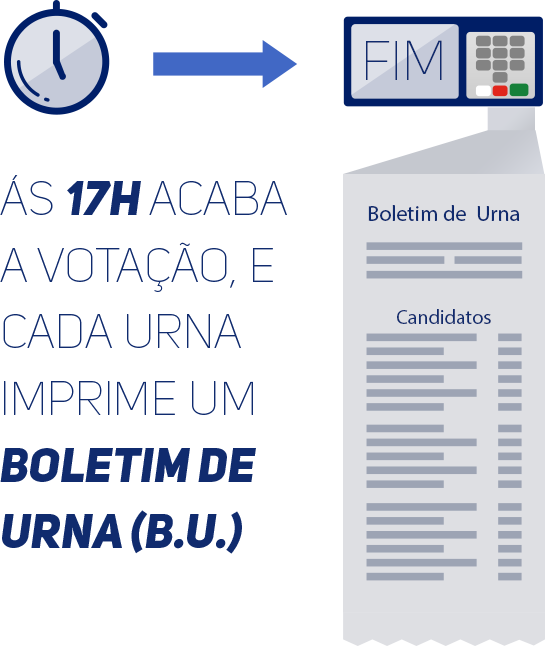 FIM
ÁS 17H ACABA
A VOTAÇÃO, E
CADA URNA
IMPRIME UM
BOLETIM DE
URNA (B.U.)
Boletim de Urna
Candidatos